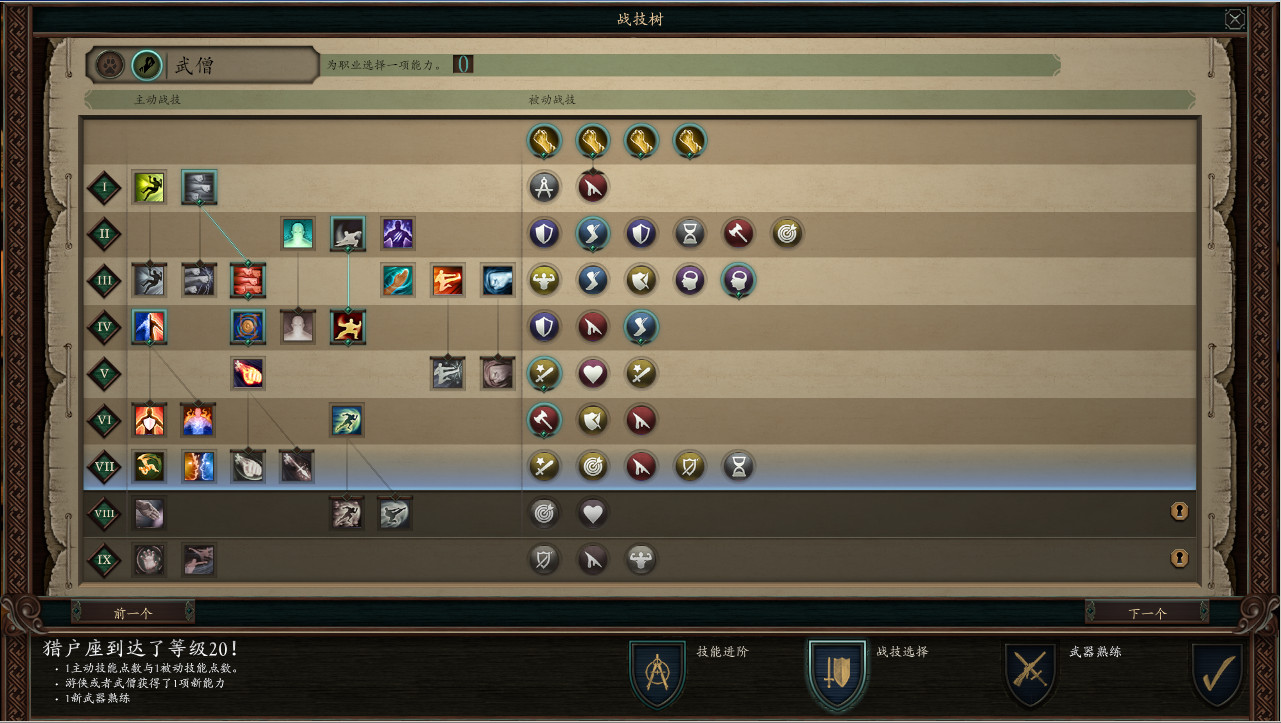 战技树
武僧
为职业选择一项能力。 0
主动战技 被动战技
I
II
III
IV
V
VI
VII
VIII
IX
前一个 下一个
猎户座到达了等级20!
· 1主动技能点数与1被动技能点数。
· 游侠或者武僧获得了1项新能力
· 1新武器熟练
技能进阶 战技选择 武器熟练